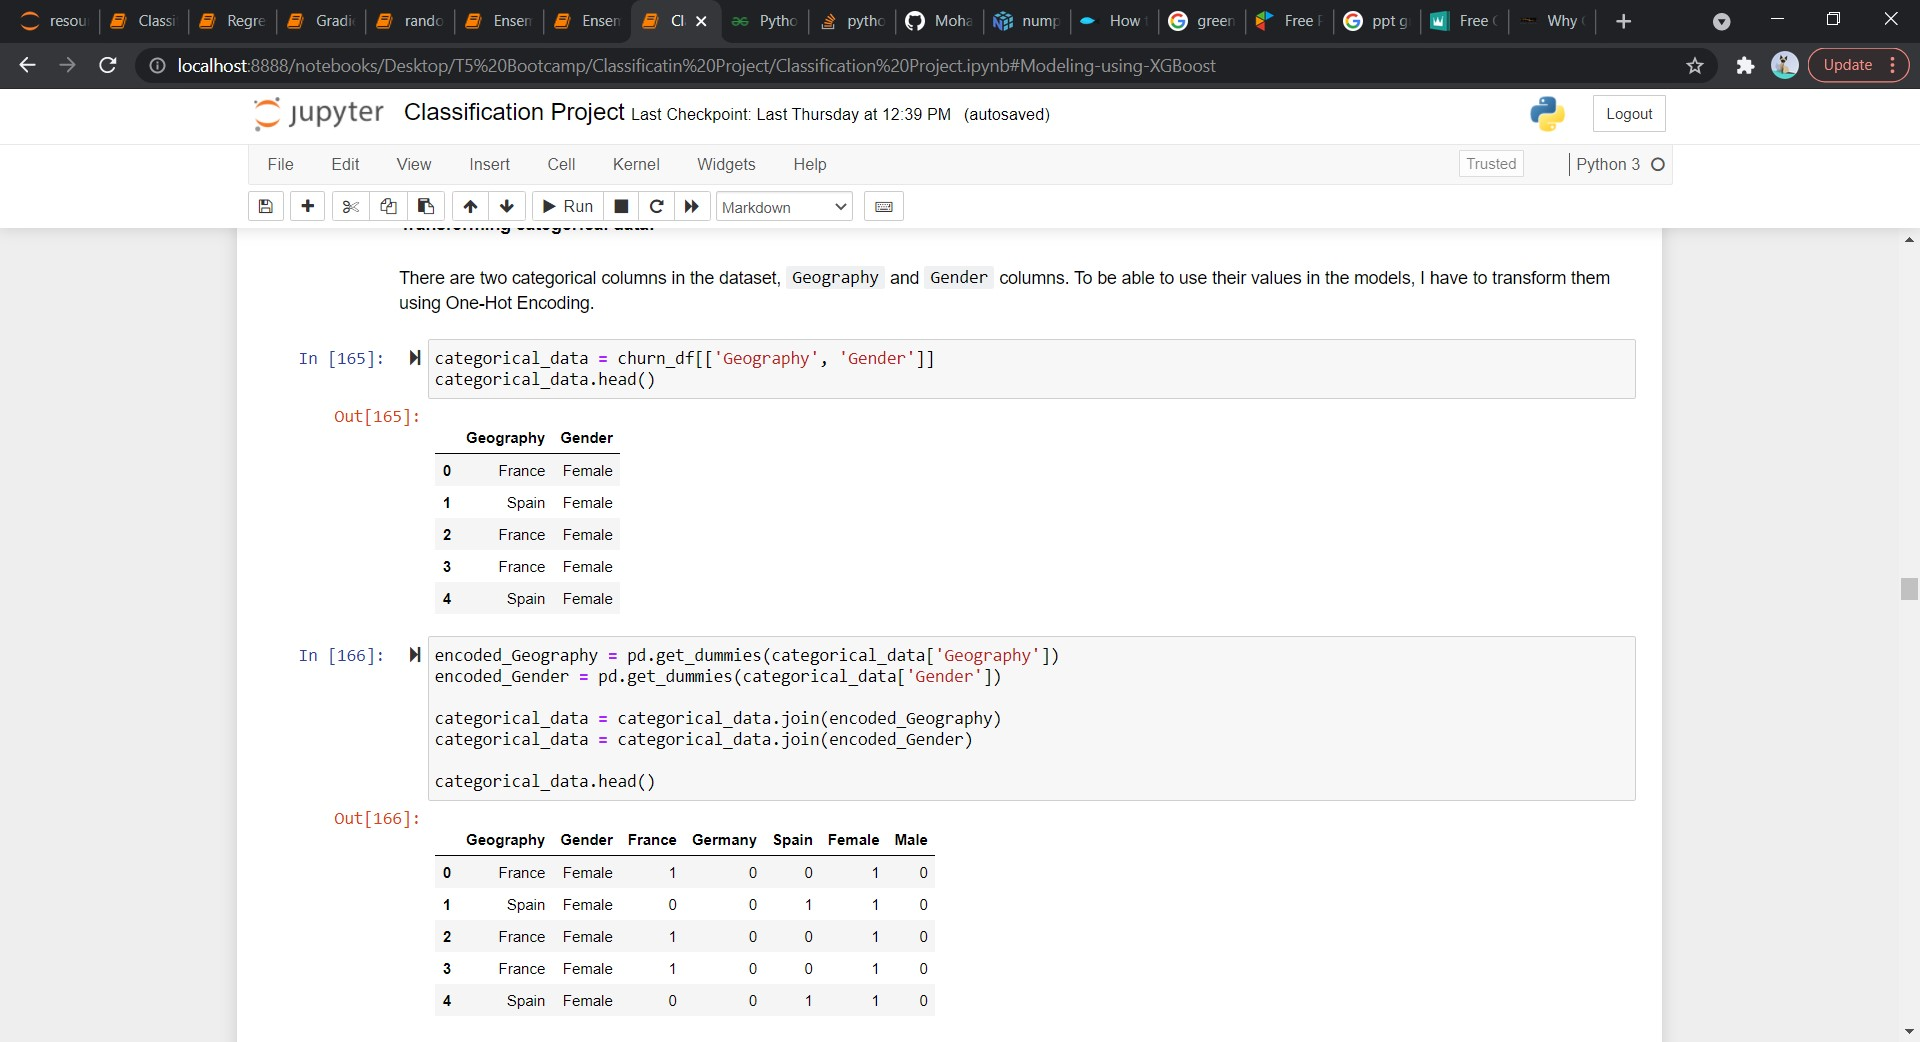 resou Classi Regre Gradi rando Ensem Ensem Cl Pytho pytho Moha nump How green Free F ppt g Free Why
localhost:8888/notebooks/Desktop/T5%20Bootcamp/Classificatin%20Project/Classification%20Project.ipynb#Modeling-using-XGBoost Update
jupyter Classification Project Last Checkpoint: Last Thursday at 12:39 PM (autosaved) Logout
File Edit View Insert Cell Kernel Widgets Help Trusted Python 3
Run Markdown
Transforming categorical data:
There are two categorical columns in the dataset, Geography and Gender columns. To be able to use their values in the models, I have to transform them
using One-Hot Encoding.
In [165]: categorical_data = churn_df[['Geography', 'Gender']]
categorical_data.head()
Out[165]:
Geography Gender
0 France Female
1 Spain Female
2 France Female
3 France Female
4 Spain Female
In [166]: encoded_Geography = pd.get_dummies(categorical_data['Geography'])
encoded_Gender = pd.get_dummies(categorical_data['Gender'])
categorical_data = categorical_data.join(encoded_Geography)
categorical_data = categorical_data.join(encoded_Gender)
categorical_data.head()
Out[166]:
Geography Gender France Germany Spain Female Male
0 France Female 1 0 0 1 0
1 Spain Female 0 0 1 1 0
2 France Female 1 0 0 1 0
3 France Female 1 0 0 1 0
4 Spain Female 0 0 1 1 0